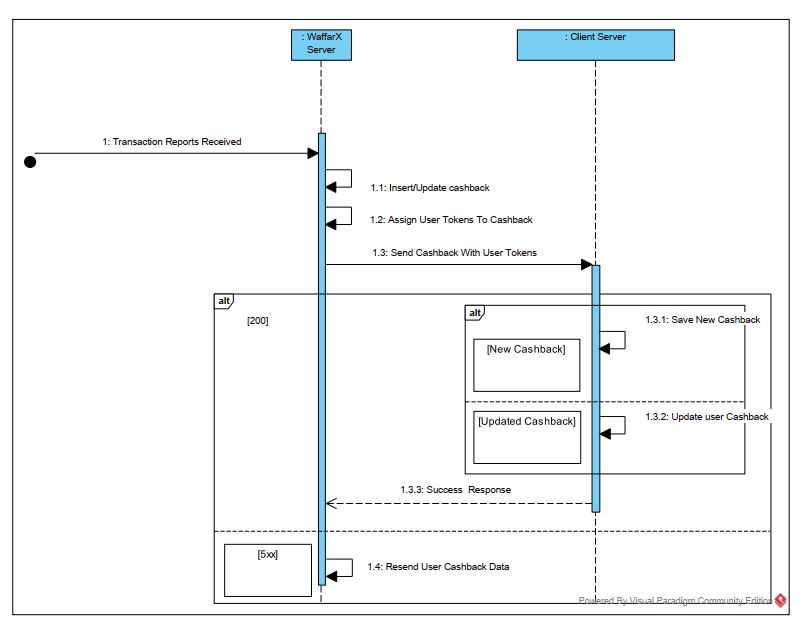 : WaffarX
Server
: Client Server
1: Transaction Reports Received
1.1: Insert/Update cashback
1.2: Assign User Tokens To Cashback
1.3: Send Cashback With User Tokens
alt
[200]
alt
1.3.1: Save New Cashback
[New Cashback]
1.3.2: Update user Cashback
[Updated Cashback]
1.3.3: Success  Response
[5xx]
1.4: Resend User Cashback Data
Powered By Visual Paradigm Community Edition